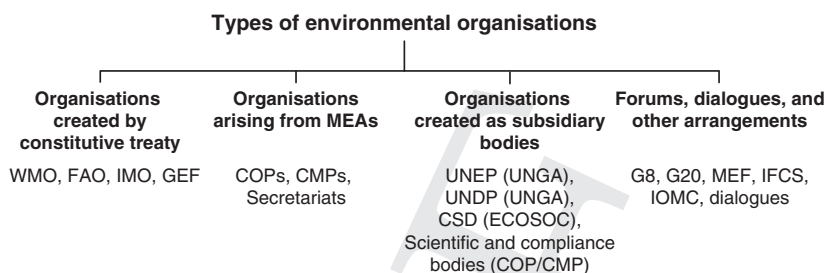 Types of environmental organisations
Organisations
created by
constitutive treaty
WMO, FAO, IMO, GEF
Organisations
arising from MEAs
COPs, CMPs,
Secretariats
Organisations
created as subsidiary
bodies
UNEP (UNGA),
UNDP (UNGA),
CSD (ECOSOC),
Scientific and compliance
bodies (COP/CMP)
Forums, dialogues, and
other arrangements
G8, G20, MEF, IFCS,
IOMC, dialogues